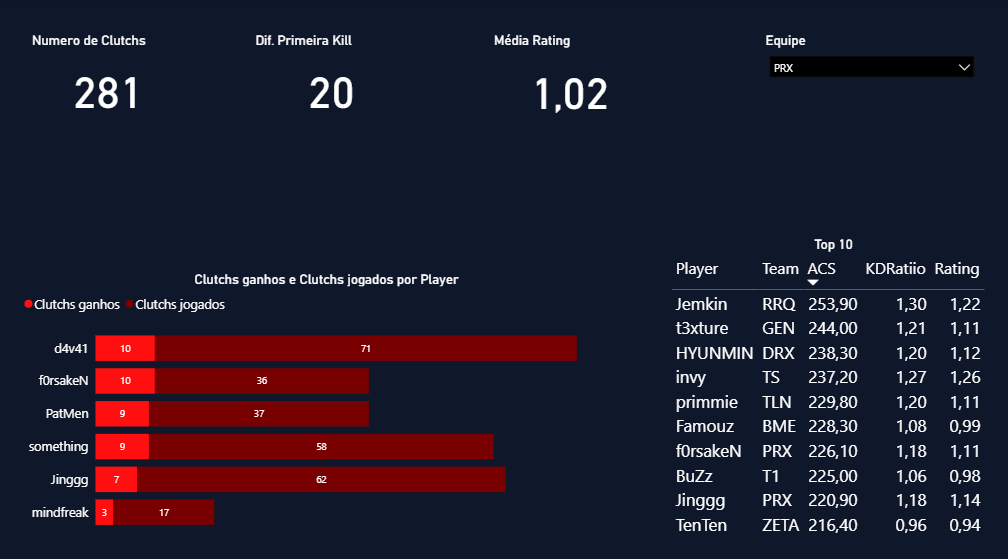 Numero de Clutchs
281
Dif. Primeira Kill
20
Média Rating
1,02
Equipe
PRX
Clutchs ganhos e Clutchs jogados por Player
Clutchs ganhos Clutchs jogados
d4v41 10 71
f0rsakeN 10 36
PatMen 9 37
something 9 58
Jinggg 7 62
mindfreak 3 17
Top 10
Player Team ACS KDRatiio Rating
Jemkin RRQ 253,90 1,30 1,22
t3xture GEN 244,00 1,21 1,11
HYUNMIN DRX 238,30 1,20 1,12
invy TS 237,20 1,27 1,26
primmie TLN 229,80 1,20 1,11
Famouz BME 228,30 1,08 0,99
f0rsakeN PRX 226,10 1,18 1,11
BuZz T1 225,00 1,06 0,98
Jinggg PRX 220,90 1,18 1,14
TenTen ZETA 216,40 0,96 0,94